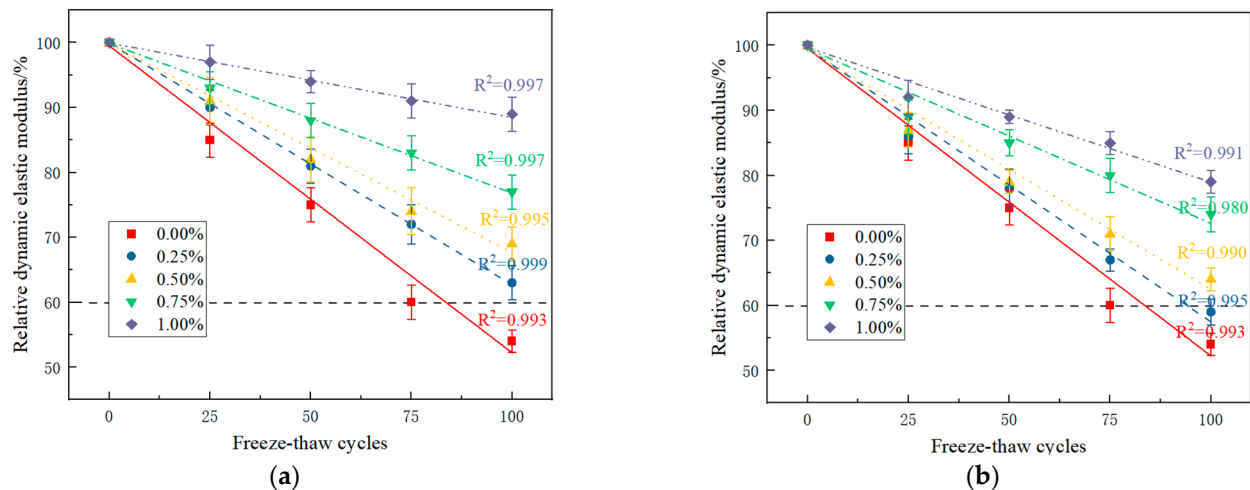 (a)
Relative dynamic elastic modulus/%
100
90
80
70
60
50
R²=0.997
R²=0.997
R²=0.995
R²=0.999
R²=0.993
0.00%
0.25%
0.50%
0.75%
1.00%
0 25 50 75 100
Freeze-thaw cycles
(a)
(b)
Relative dynamic elastic modulus/%
100
90
80
70
60
50
R²=0.991
R²=0.980
R²=0.990
R²=0.995
R²=0.993
0.00%
0.25%
0.50%
0.75%
1.00%
0 25 50 75 100
Freeze-thaw cycles
(b)